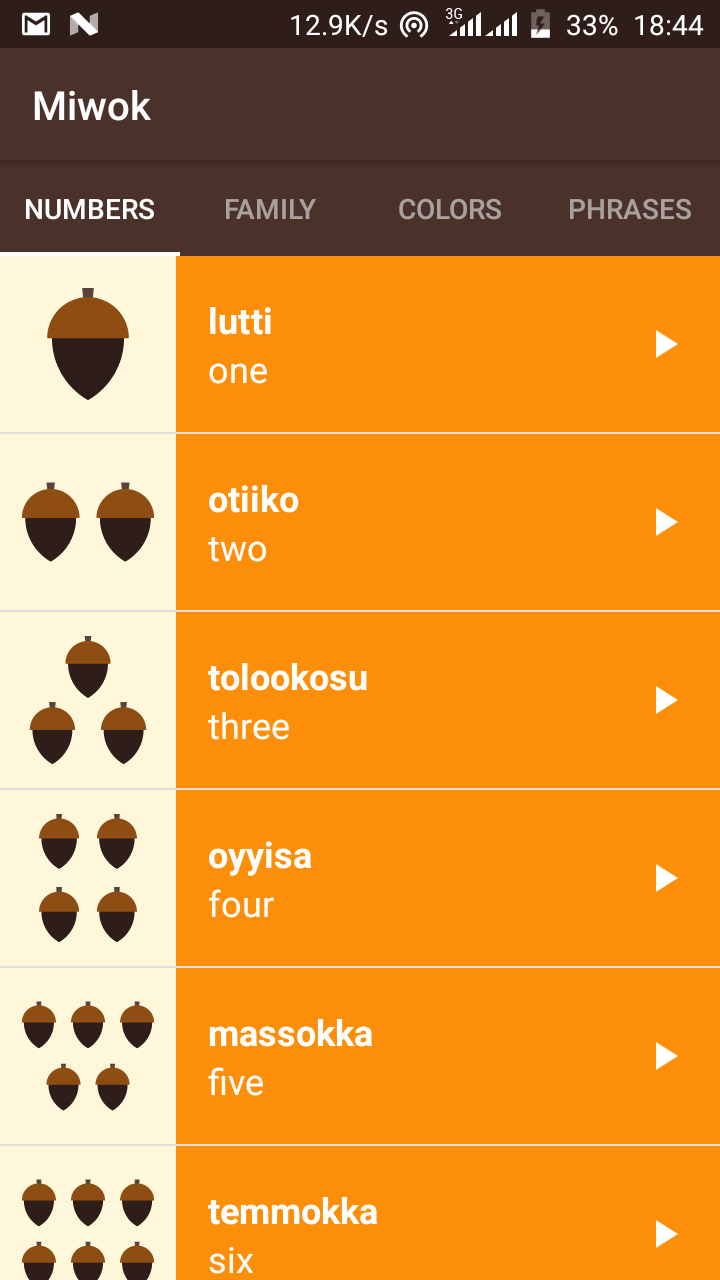 12.9K/s 3G 33% 18:44
Miwok
NUMBERS FAMILY COLORS PHRASES
lutti
one
otiiko
two
tolookosu
three
oyyisa
four
massokka
five
temmokka
six